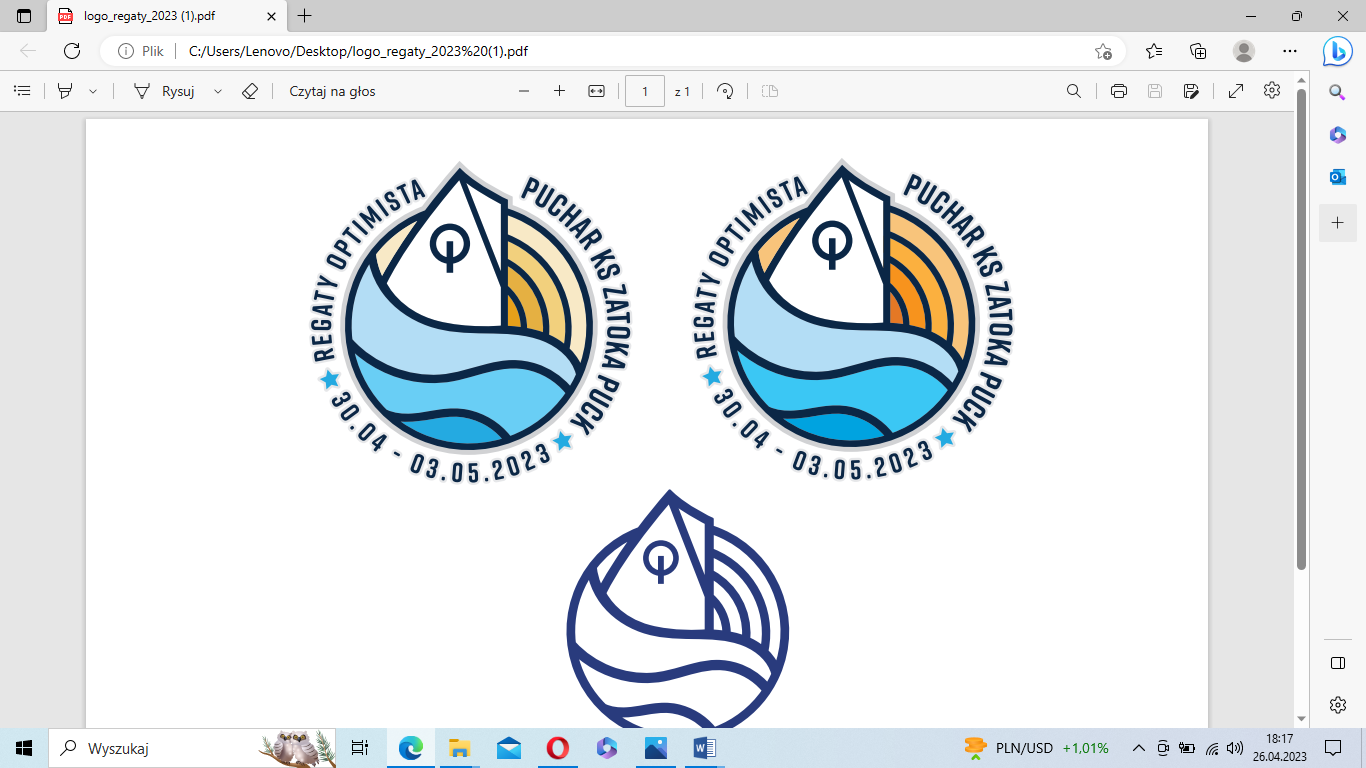 logo_regaty_2023 (1).pdf
Plik
C:/Users/Lenovo/Desktop/logo_regaty_2023%20(1).pdf
Rysuj
Czytaj na głos
1
z 1
REGATY OPTIMISTA
PUCHAR KS ZATOKA PUCK
30.04 - 03.05.2023
REGATY OPTIMISTA
PUCHAR KS ZATOKA PUCK
30.04 - 03.05.2023
Wyszukaj
PLN/USD +1,01%
18:17
26.04.2023